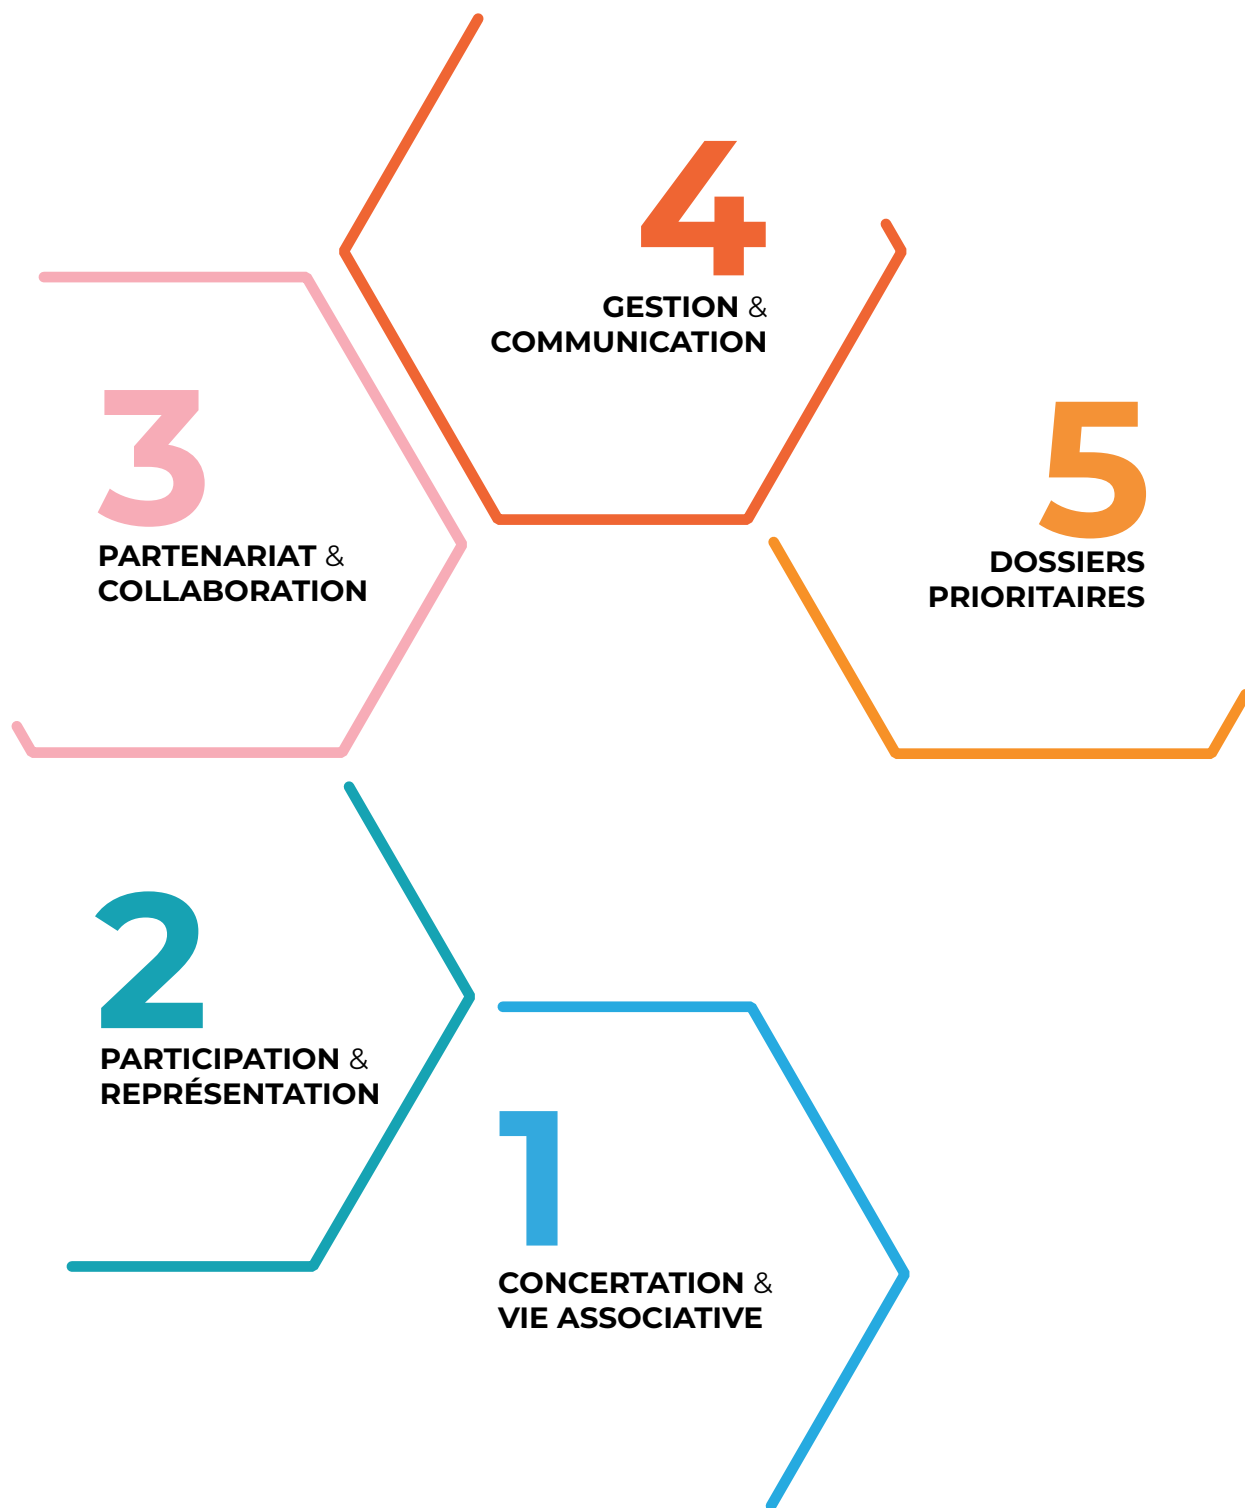 4
GESTION &
COMMUNICATION
3
PARTENARIAT &
COLLABORATION
5
DOSSIERS
PRIORITAIRES
2
PARTICIPATION &
REPRÉSENTATION
1
CONCERTATION &
VIE ASSOCIATIVE